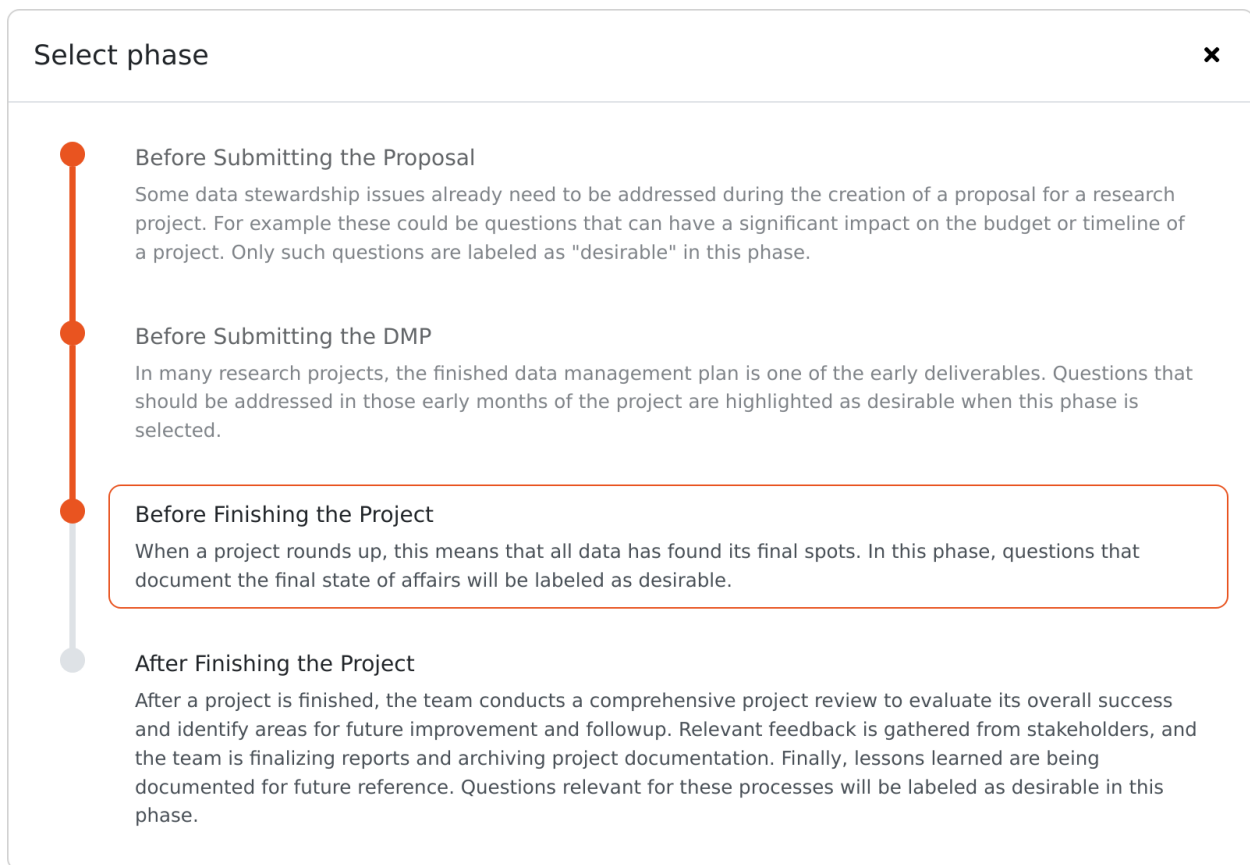 Select phase
Before Submitting the Proposal
Some data stewardship issues already need to be addressed during the creation of a proposal for a research
project. For example these could be questions that can have a significant impact on the budget or timeline of
a project. Only such questions are labeled as "desirable" in this phase.
Before Submitting the DMP
In many research projects, the finished data management plan is one of the early deliverables. Questions that
should be addressed in those early months of the project are highlighted as desirable when this phase is
selected.
Before Finishing the Project
When a project rounds up, this means that all data has found its final spots. In this phase, questions that
document the final state of affairs will be labeled as desirable.
After Finishing the Project
After a project is finished, the team conducts a comprehensive project review to evaluate its overall success
and identify areas for future improvement and followup. Relevant feedback is gathered from stakeholders, and
the team is finalizing reports and archiving project documentation. Finally, lessons learned are being
documented for future reference. Questions relevant for these processes will be labeled as desirable in this
phase.